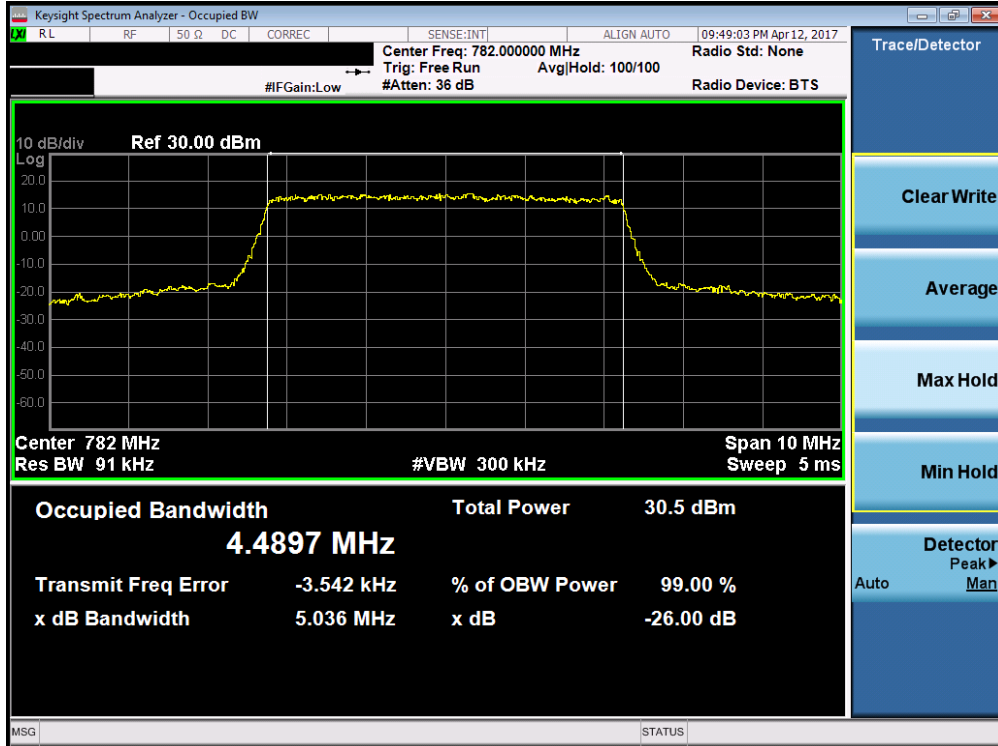 Keysight Spectrum Analyzer - Occupied BW
LXI RL RF 50 Ω DC CORREC SENSE:INT ALIGN AUTO 09:49:03 PM Apr 12, 2017
Center Freq: 782.000000 MHz Radio Std: None
Trig: Free Run Avg|Hold: 100/100
#IFGain:Low #Atten: 36 dB Radio Device: BTS
Trace/Detector
10 dB/div Ref 30.00 dBm
Log
20.0
10.0
0.00
-10.0
-20.0
-30.0
-40.0
-50.0
-60.0
Center 782 MHz Span 10 MHz
Res BW 91 kHz #VBW 300 kHz Sweep 5 ms
Occupied Bandwidth Total Power 30.5 dBm
4.4897 MHz
Transmit Freq Error -3.542 kHz % of OBW Power 99.00 %
x dB Bandwidth 5.036 MHz x dB -26.00 dB
Clear Write
Average
Max Hold
Min Hold
Detector
Peak▶
Auto Man
MSG STATUS